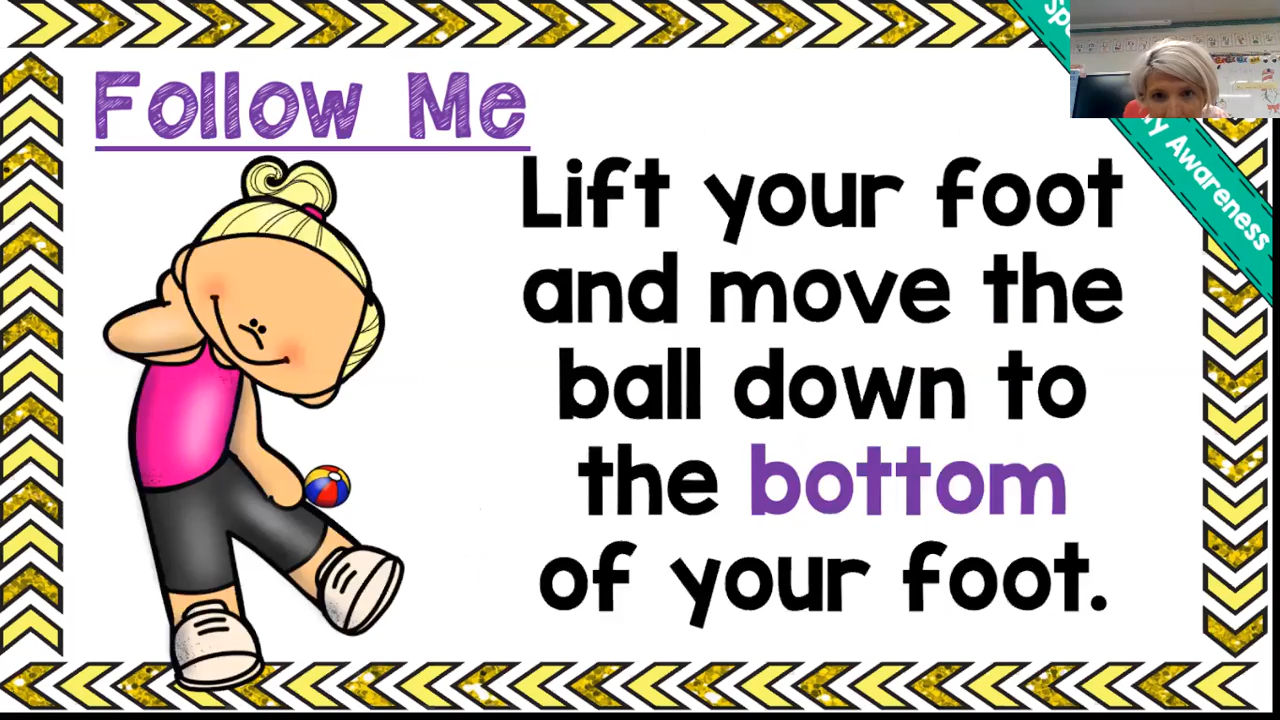 Follow Me
Lift your foot
and move the
ball down to
the bottom
of your foot.
Awareness